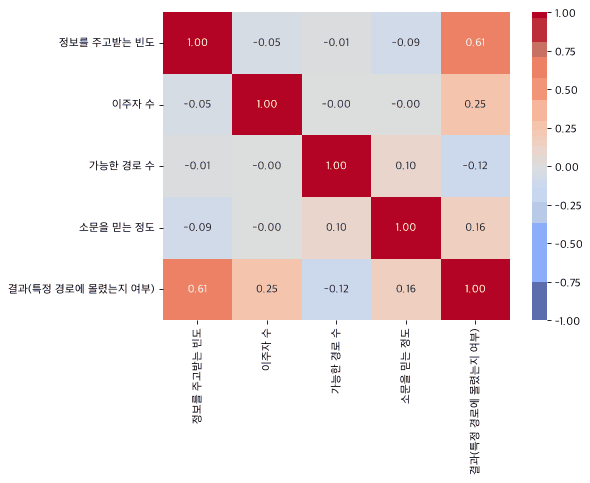 정보를 주고받는 빈도 1.00 -0.05 -0.01 -0.09 0.61
이주자 수 -0.05 1.00 -0.00 -0.00 0.25
가능한 경로 수 -0.01 -0.00 1.00 0.10 -0.12
소문을 믿는 정도 -0.09 -0.00 0.10 1.00 0.16
결과(특정 경로에 몰렸는지 여부) 0.61 0.25 -0.12 0.16 1.00
정보를 주고받는 빈도
이주자 수
가능한 경로 수
소문을 믿는 정도
결과(특정 경로에 몰렸는지 여부)
1.00
0.75
0.50
0.25
0.00
-0.25
-0.50
-0.75
-1.00